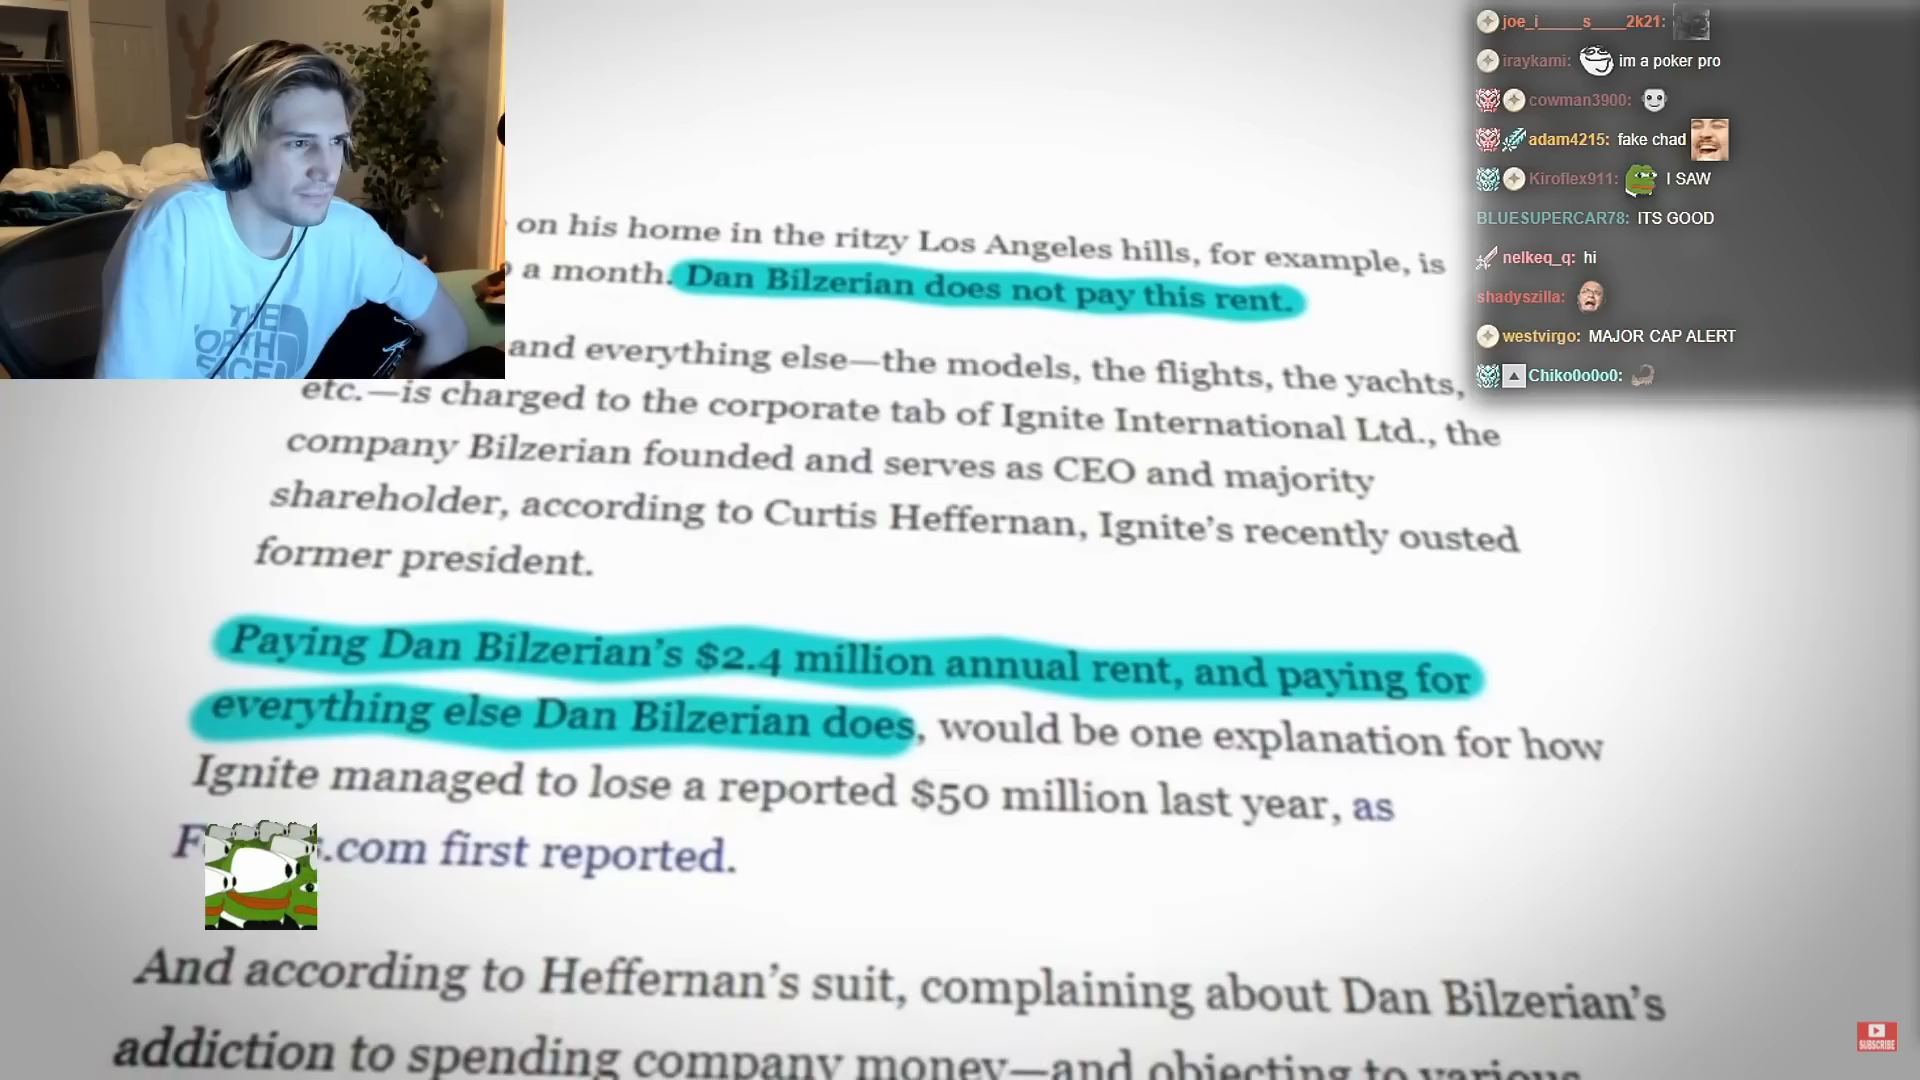 joe_i_____s____2k21:
iraykami: im a poker pro
cowman3900:
adam4215: fake chad
Kiroflex911: I SAW
BLUESUPERCAR78: ITS GOOD
nelkeq_q: hi
shadyszilla:
westvirgo: MAJOR CAP ALERT
Chiko0o0o0:
THE
NORTH
FACE
on his home in the ritzy Los Angeles hills, for example, is
a month. Dan Bilzerian does not pay this rent.
and everything else—the models, the flights, the yachts,
etc.—is charged to the corporate tab of Ignite International Ltd., the
company Bilzerian founded and serves as CEO and majority
shareholder, according to Curtis Heffernan, Ignite's recently ousted
former president.
Paying Dan Bilzerian's $2.4 million annual rent, and paying for
everything else Dan Bilzerian does, would be one explanation for how
Ignite managed to lose a reported $50 million last year, as
.com first reported.
And according to Heffernan's suit, complaining about Dan Bilzerian's
addiction to spending company money—and objecting to various
SUBSCRIBE